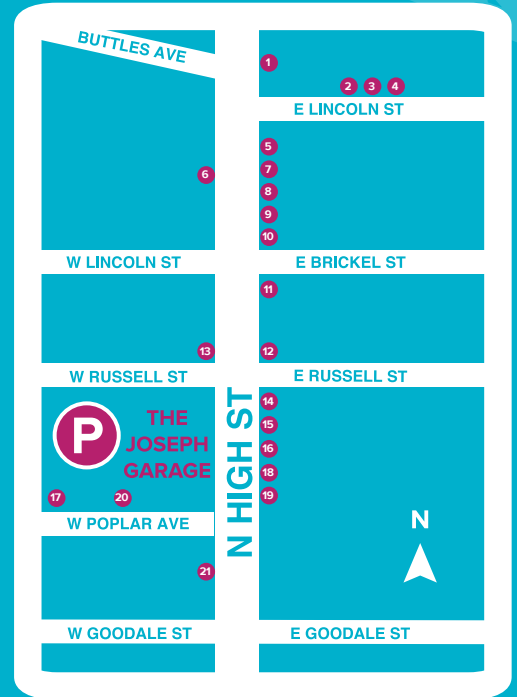 BUTTLES AVE
1
2 3 4
E LINCOLN ST
5
6
7
8
9
10
W LINCOLN ST
E BRICKEL ST
11
13
12
W RUSSELL ST
E RUSSELL ST
N HIGH ST
P
THE
JOSEPH
GARAGE
14
15
16
18
19
17
20
W POPLAR AVE
N
21
W GOODALE ST
E GOODALE ST